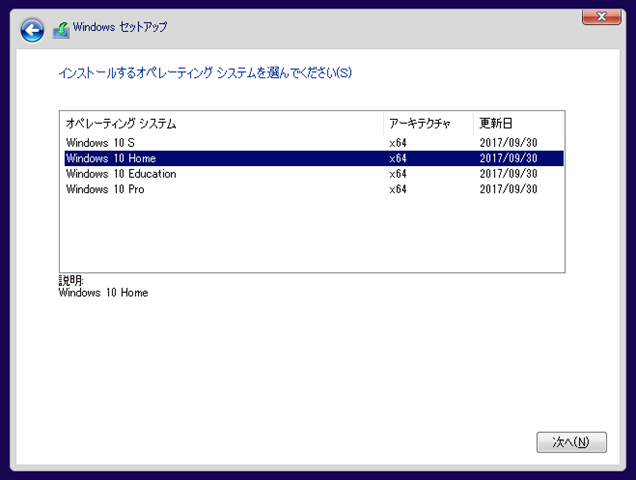 Windows セットアップ
インストールするオペレーティング システムを選んでください(S)
オペレーティング システム アーキテクチャ 更新日
Windows 10 S x64 2017/09/30
Windows 10 Home x64 2017/09/30
Windows 10 Education x64 2017/09/30
Windows 10 Pro x64 2017/09/30
説明:
Windows 10 Home
次へ(N)